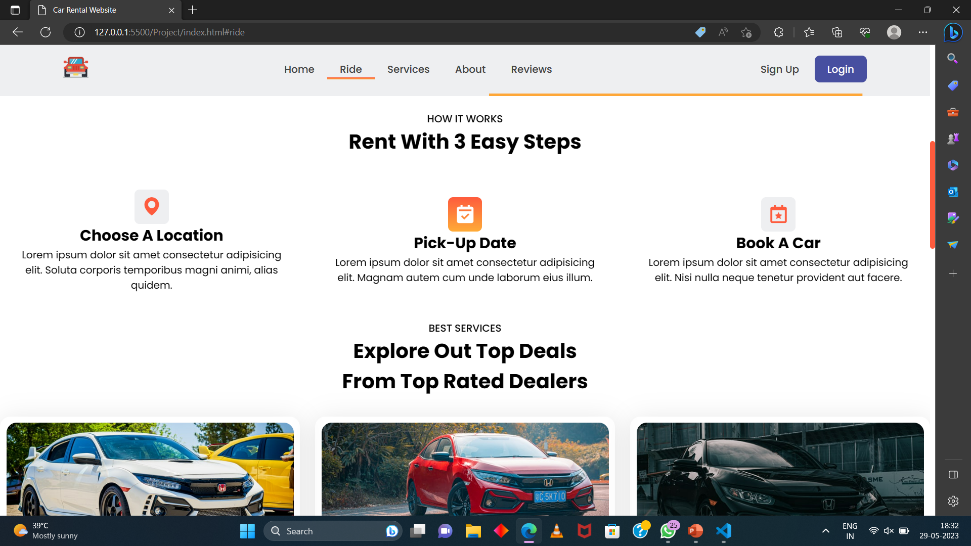 Car Rental Website
127.0.0.1:5500/Project/index.html#ride
Home Ride Services About Reviews Sign Up Login
HOW IT WORKS
Rent With 3 Easy Steps
Choose A Location
Lorem ipsum dolor sit amet consectetur adipisicing
elit. Soluta corporis temporibus magni animi, alias
quidem.
Pick-Up Date
Lorem ipsum dolor sit amet consectetur adipisicing
elit. Magnam autem cum unde laborum eius illum.
Book A Car
Lorem ipsum dolor sit amet consectetur adipisicing
elit. Nisi nulla neque tenetur provident aut facere.
BEST SERVICES
Explore Out Top Deals
From Top Rated Dealers
39°C
Mostly sunny
Search
25
ENG
IN
18:32
29-05-2023